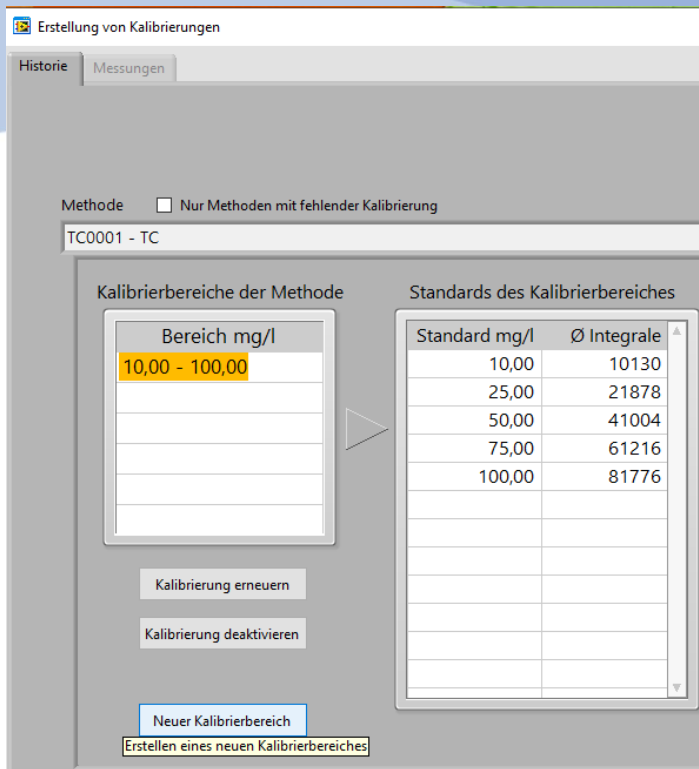 Erstellung von Kalibrierungen
Historie Messungen
Methode Nur Methoden mit fehlender Kalibrierung
TC0001 - TC
Kalibrierbereiche der Methode
Bereich mg/l
10,00 - 100,00
Standards des Kalibrierbereiches
Standard mg/l Ø Integrale
10,00 10130
25,00 21878
50,00 41004
75,00 61216
100,00 81776
Kalibrierung erneuern
Kalibrierung deaktivieren
Neuer Kalibrierbereich
Erstellen eines neuen Kalibrierbereiches